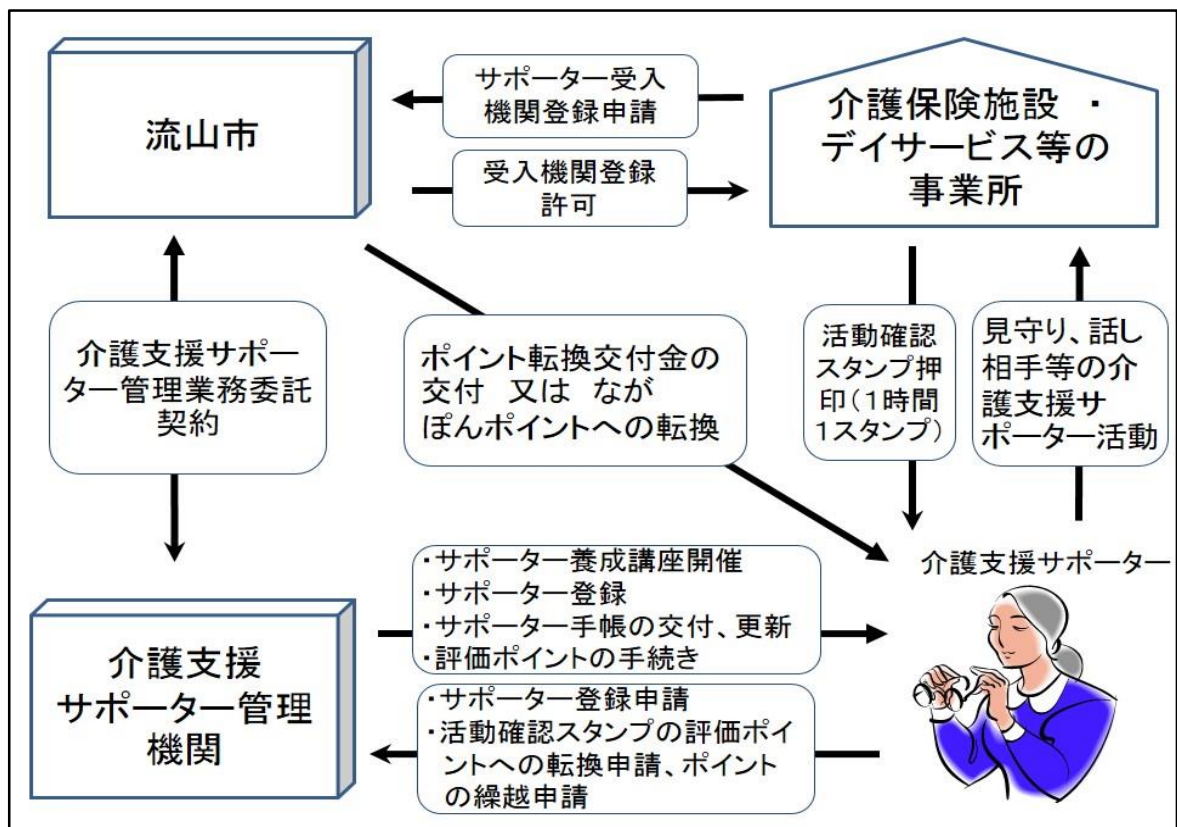 流山市
サポーター受入
機関登録申請
受入機関登録
許可
介護保険施設 ・
デイサービス等の
事業所
介護支援サポー
ター管理業務委託
契約
ポイント転換交付金の
交付 又は なが
ぽんポイントへの転換
活動確認
スタンプ押
印(1時間
1スタンプ)
見守り、話し
相手等の介
護支援サ
ポーター活動
介護支援サポーター
・サポーター養成講座開催
・サポーター登録
・サポーター手帳の交付、更新
・評価ポイントの手続き
介護支援
サポーター管理
機関
・サポーター登録申請
・活動確認スタンプの評価ポイ
ントへの転換申請、ポイント
の繰越申請